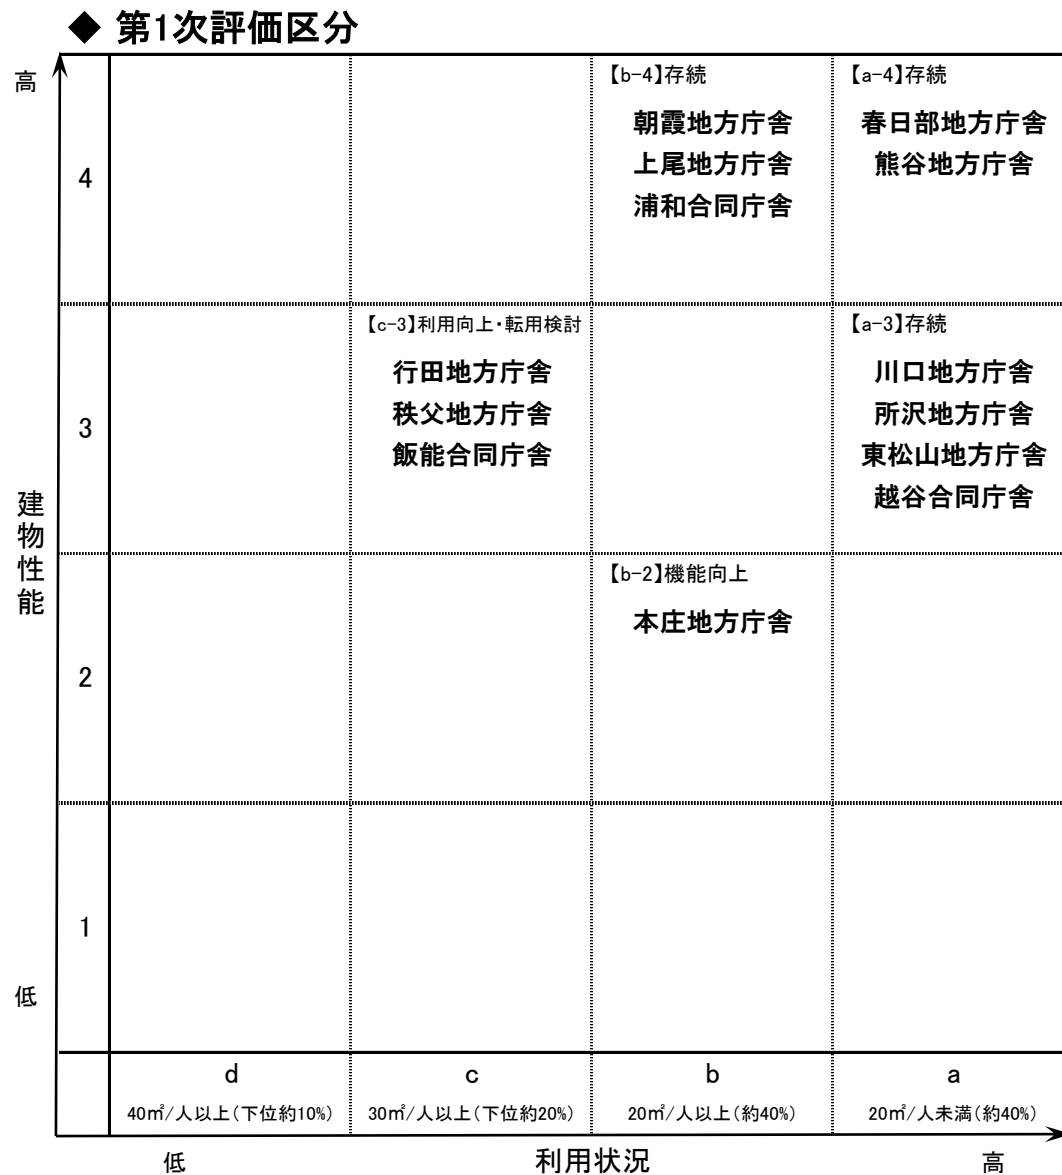 ◆ 第1次評価区分
高
4
【b-4】存続
朝霞地方庁舎
上尾地方庁舎
浦和合同庁舎
【a-4】存続
春日部地方庁舎
熊谷地方庁舎
3
【c-3】利用向上・転用検討
行田地方庁舎
秩父地方庁舎
飯能合同庁舎
【a-3】存続
川口地方庁舎
所沢地方庁舎
東松山地方庁舎
越谷合同庁舎
建物性能
2
【b-2】機能向上
本庄地方庁舎
1
低
d
c
b
a
40㎡/人以上(下位約10%)
30㎡/人以上(下位約20%)
20㎡/人以上(約40%)
20㎡/人未満(約40%)
低
利用状況
高